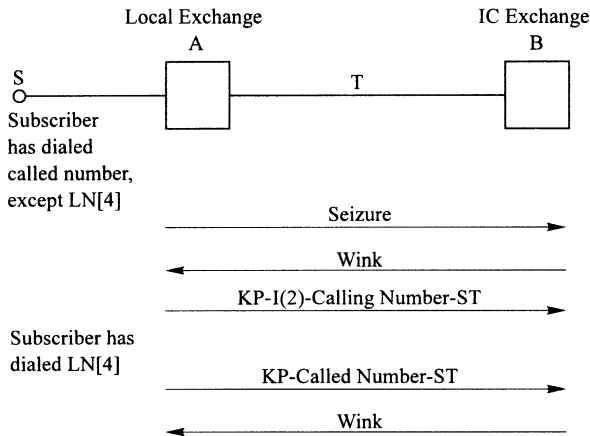 Local Exchange
IC Exchange
A
B
S
T
Subscriber
has dialed
called number,
except LN[4]
Seizure
Wink
KP-I(2)-Calling Number-ST
Subscriber has
dialed LN[4]
KP-Called Number-ST
Wink